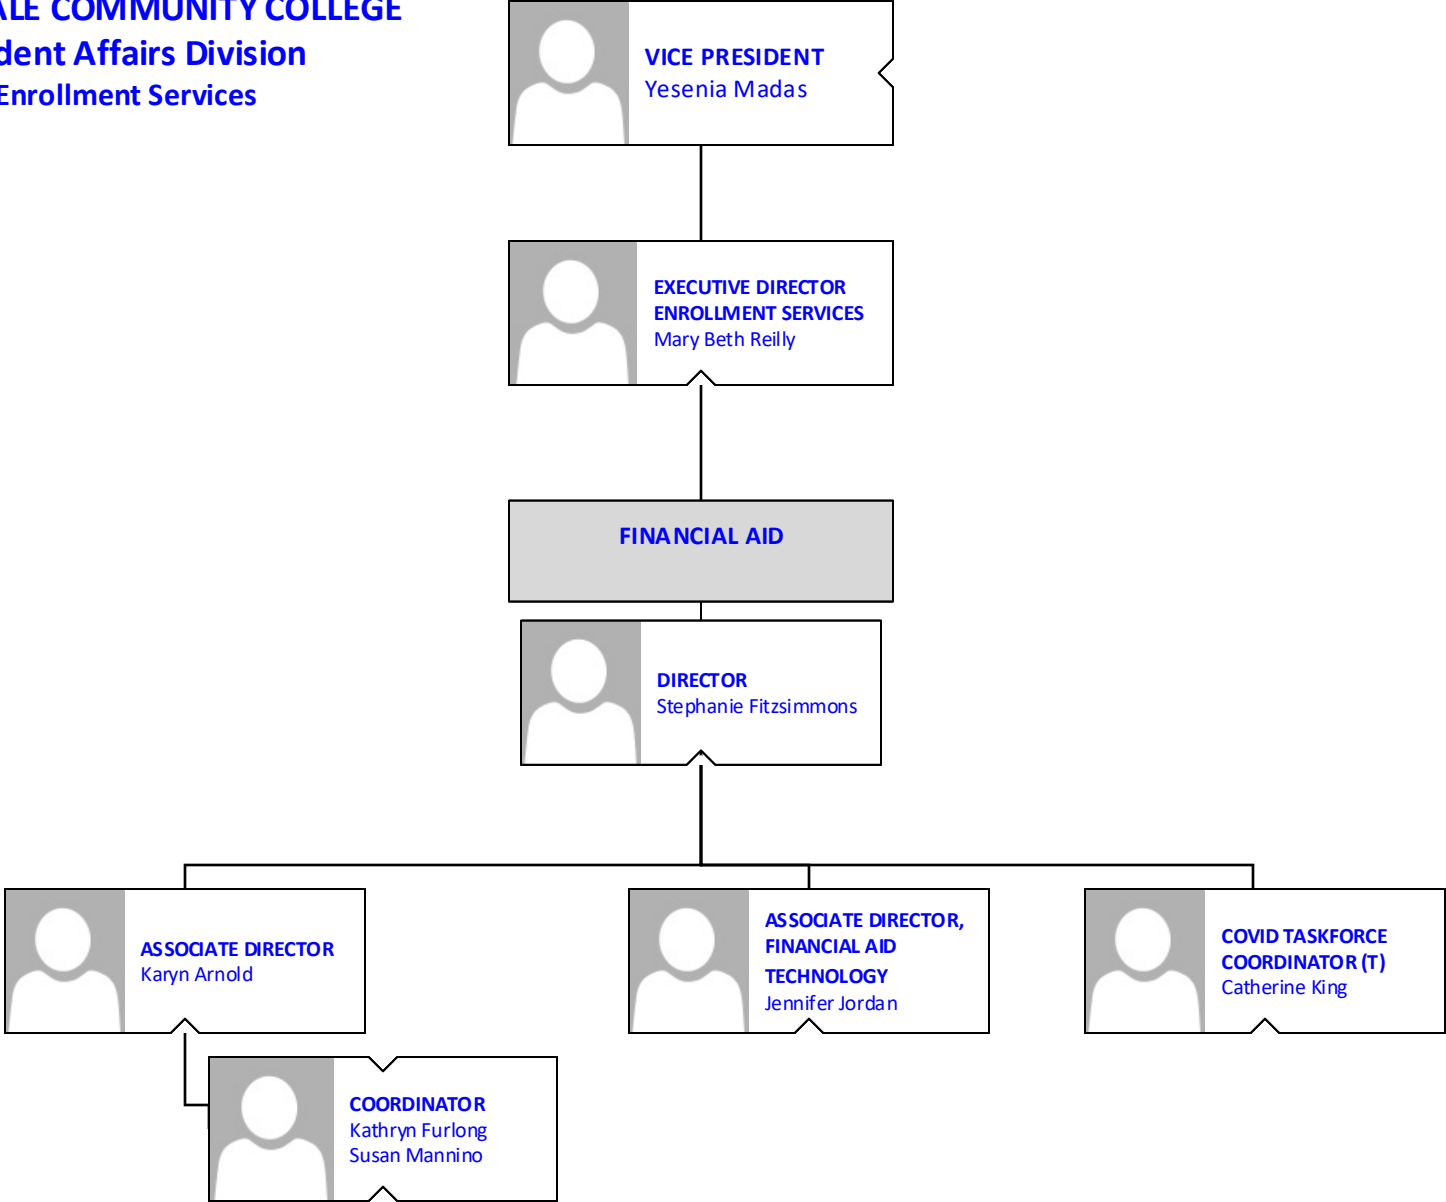 COMMUNITY COLLEGE
Affairs Division
Enrollment Services
VICE PRESIDENT
Yesenia Madas
EXECUTIVE DIRECTOR
ENROLLMENT SERVICES
Mary Beth Reilly
FINANCIAL AID
DIRECTOR
Stephanie Fitzsimmons
ASSOCIATE DIRECTOR
Karyn Arnold
ASSOCIATE DIRECTOR,
FINANCIAL AID
TECHNOLOGY
Jennifer Jordan
COVID TASKFORCE
COORDINATOR (T)
Catherine King
COORDINATOR
Kathryn Furlong
Susan Mannino